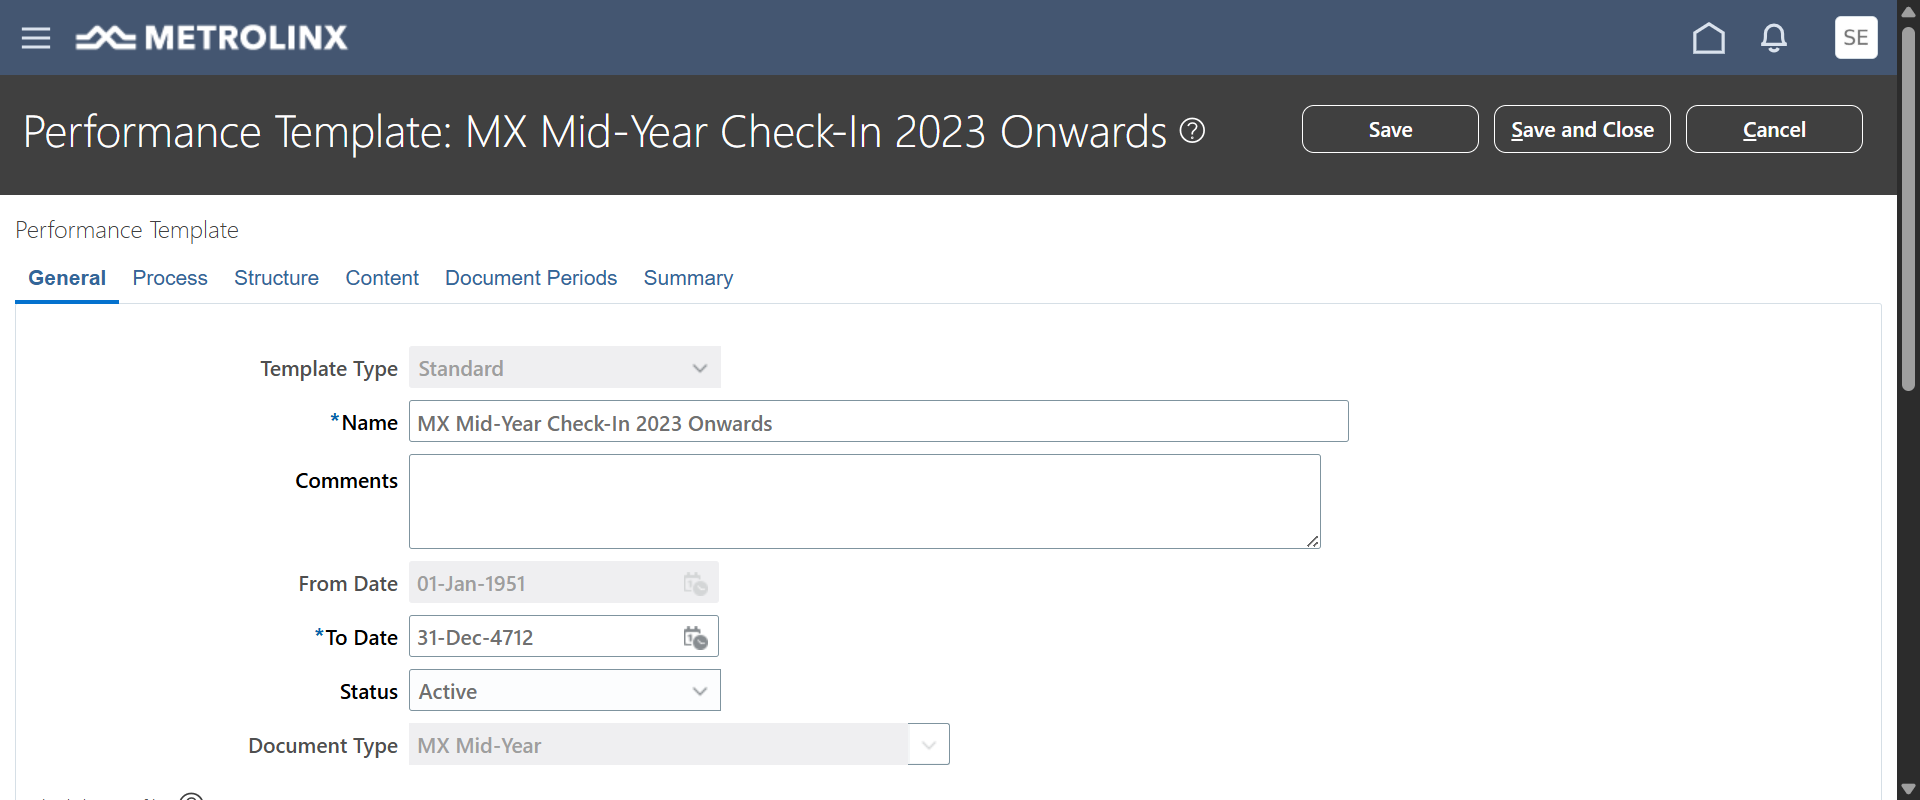 METROLINX
SE
Performance Template: MX Mid-Year Check-In 2023 Onwards
Save
Save and Close
Cancel
Performance Template
General Process Structure Content Document Periods Summary
Template Type Standard
*Name MX Mid-Year Check-In 2023 Onwards
Comments
From Date 01-Jan-1951
*To Date 31-Dec-4712
Status Active
Document Type MX Mid-Year